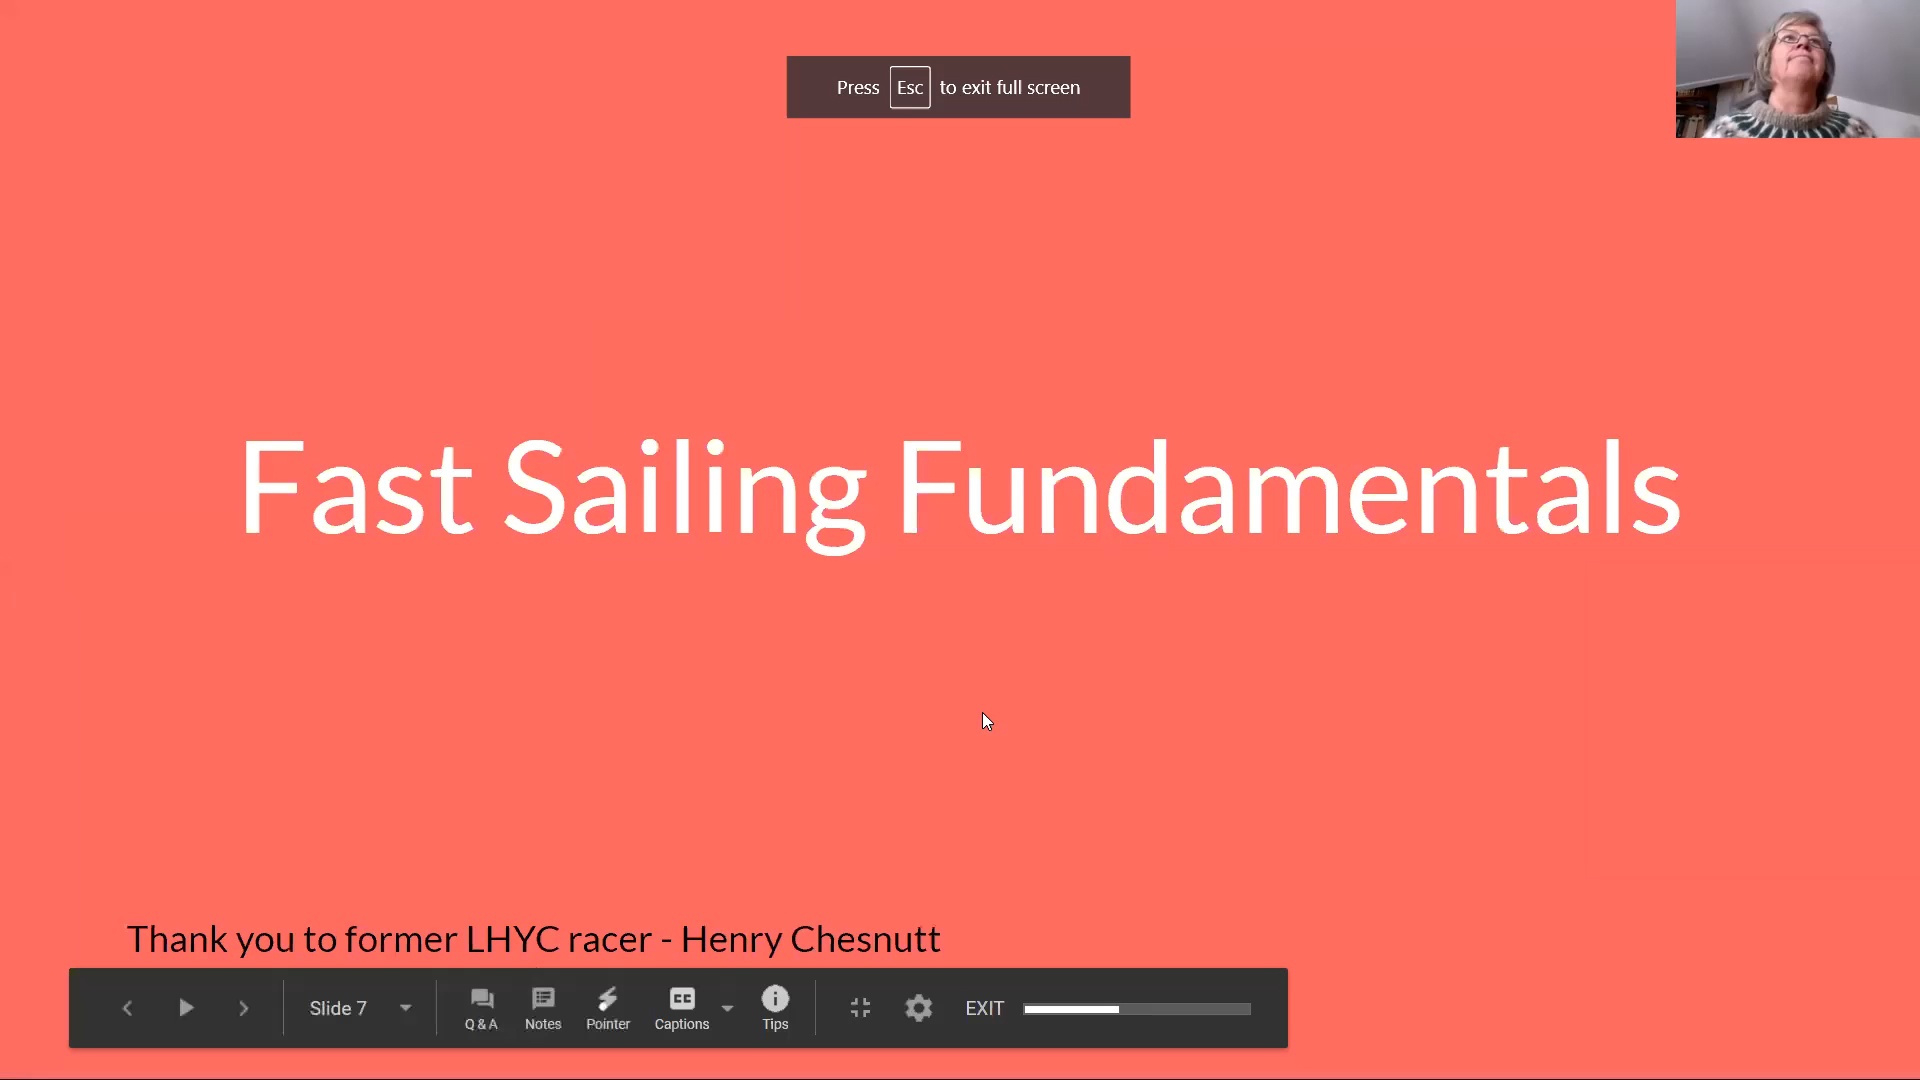 Press Esc to exit full screen
Fast Sailing Fundamentals
Thank you to former LHYC racer - Henry Chesnutt
Slide 7
Q & A
Notes
Pointer
CC
Captions
Tips
EXIT